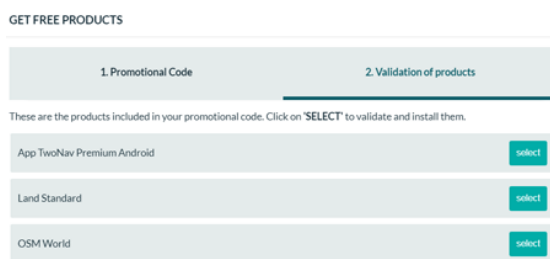 GET FREE PRODUCTS
1. Promotional Code
2. Validation of products
These are the products included in your promotional code. Click on 'SELECT' to validate and install them.
App TwoNav Premium Android
select
Land Standard
select
OSM World
select